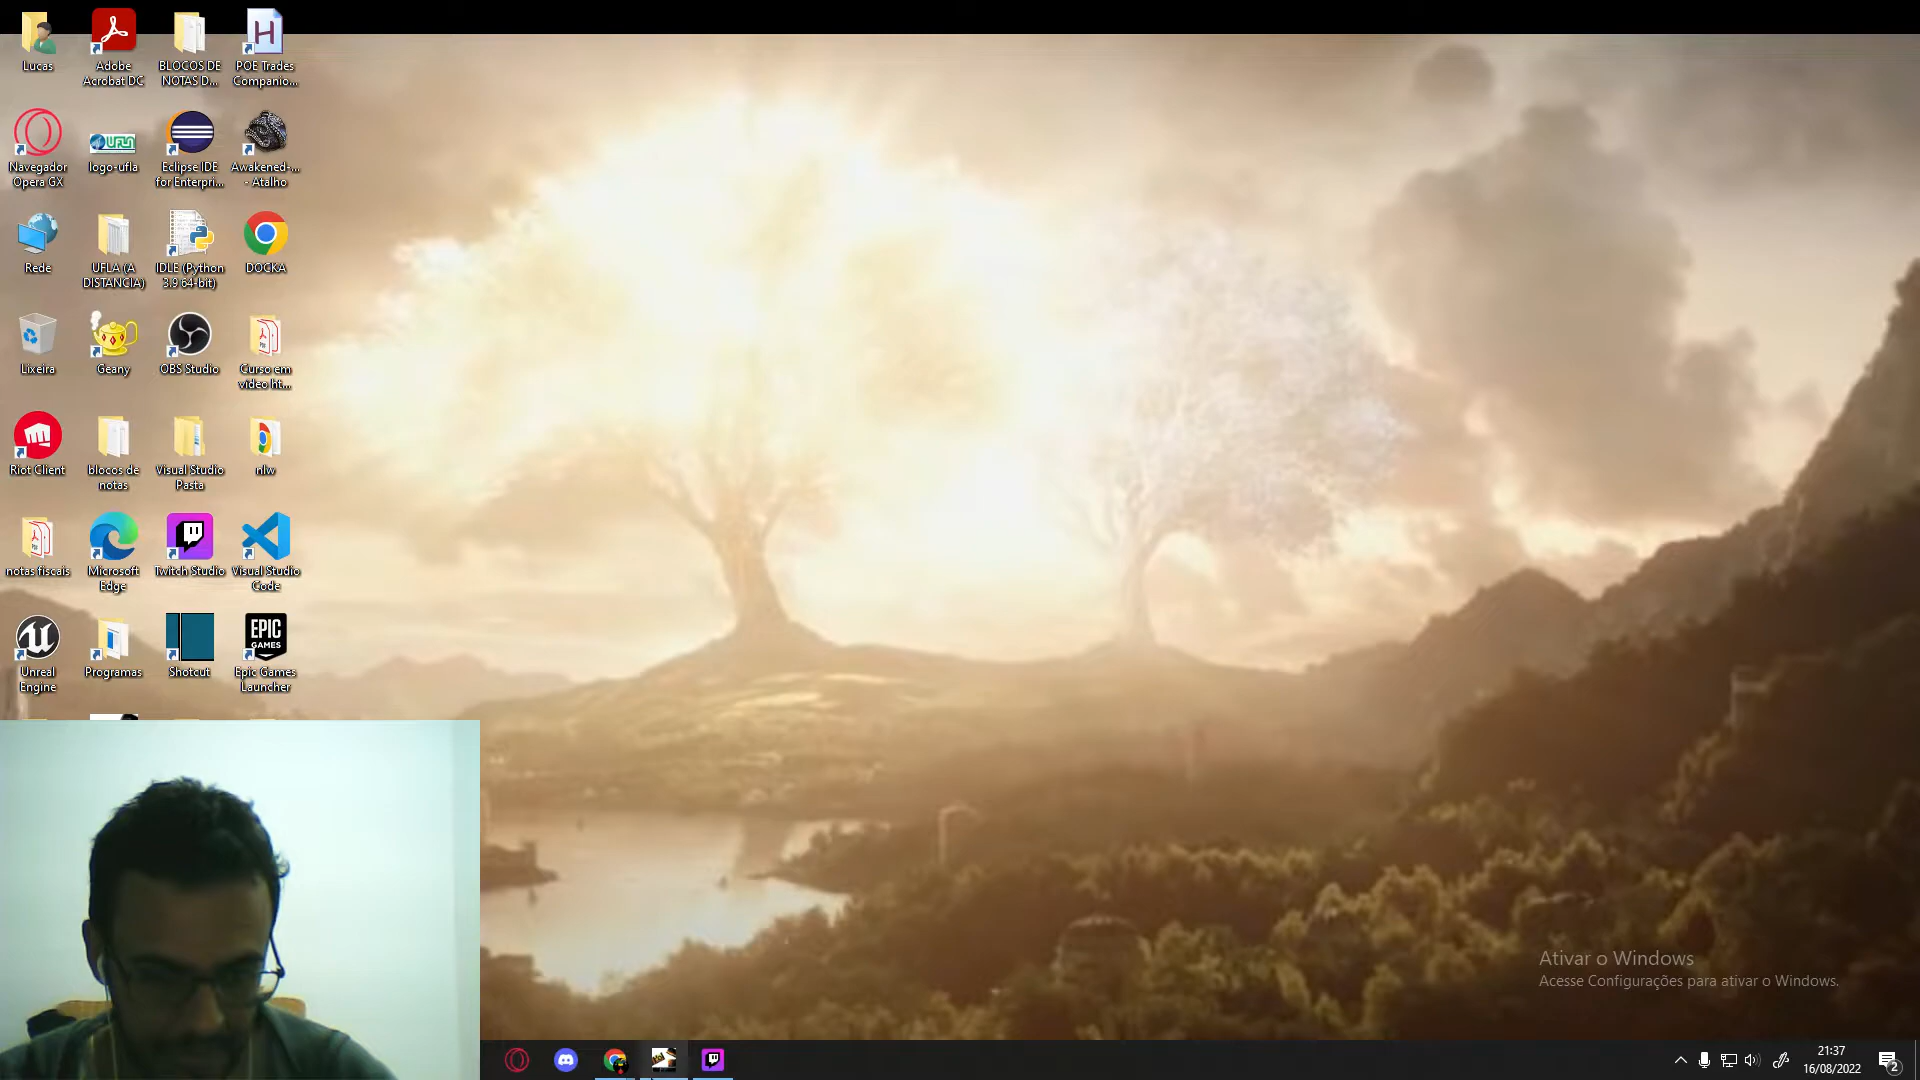 Lucas
Adobe
Acrobat DC
BLOCOS DE
NOTAS D...
POE Trades
Companio...
Navegador
Opera GX
logo-ufla
Eclipse IDE
for Enterpri...
Awakened-...
- Atalho
Rede
UFLA (A
DISTANCIA)
IDLE (Python
3.9 64-bit)
DOCKA
Lixeira
Geany
OBS Studio
Curso em
video ht...
Riot Client
blocos de
notas
Visual Studio
Pasta
nlw
notas fiscais
Microsoft
Edge
Twitch Studio
Visual Studio
Code
Unreal
Engine
Programas
Shotcut
EPIC
GAMES
Epic Games
Launcher
Ativar o Windows
Acesse Configurações para ativar o Windows.
21:37
16/08/2022
2